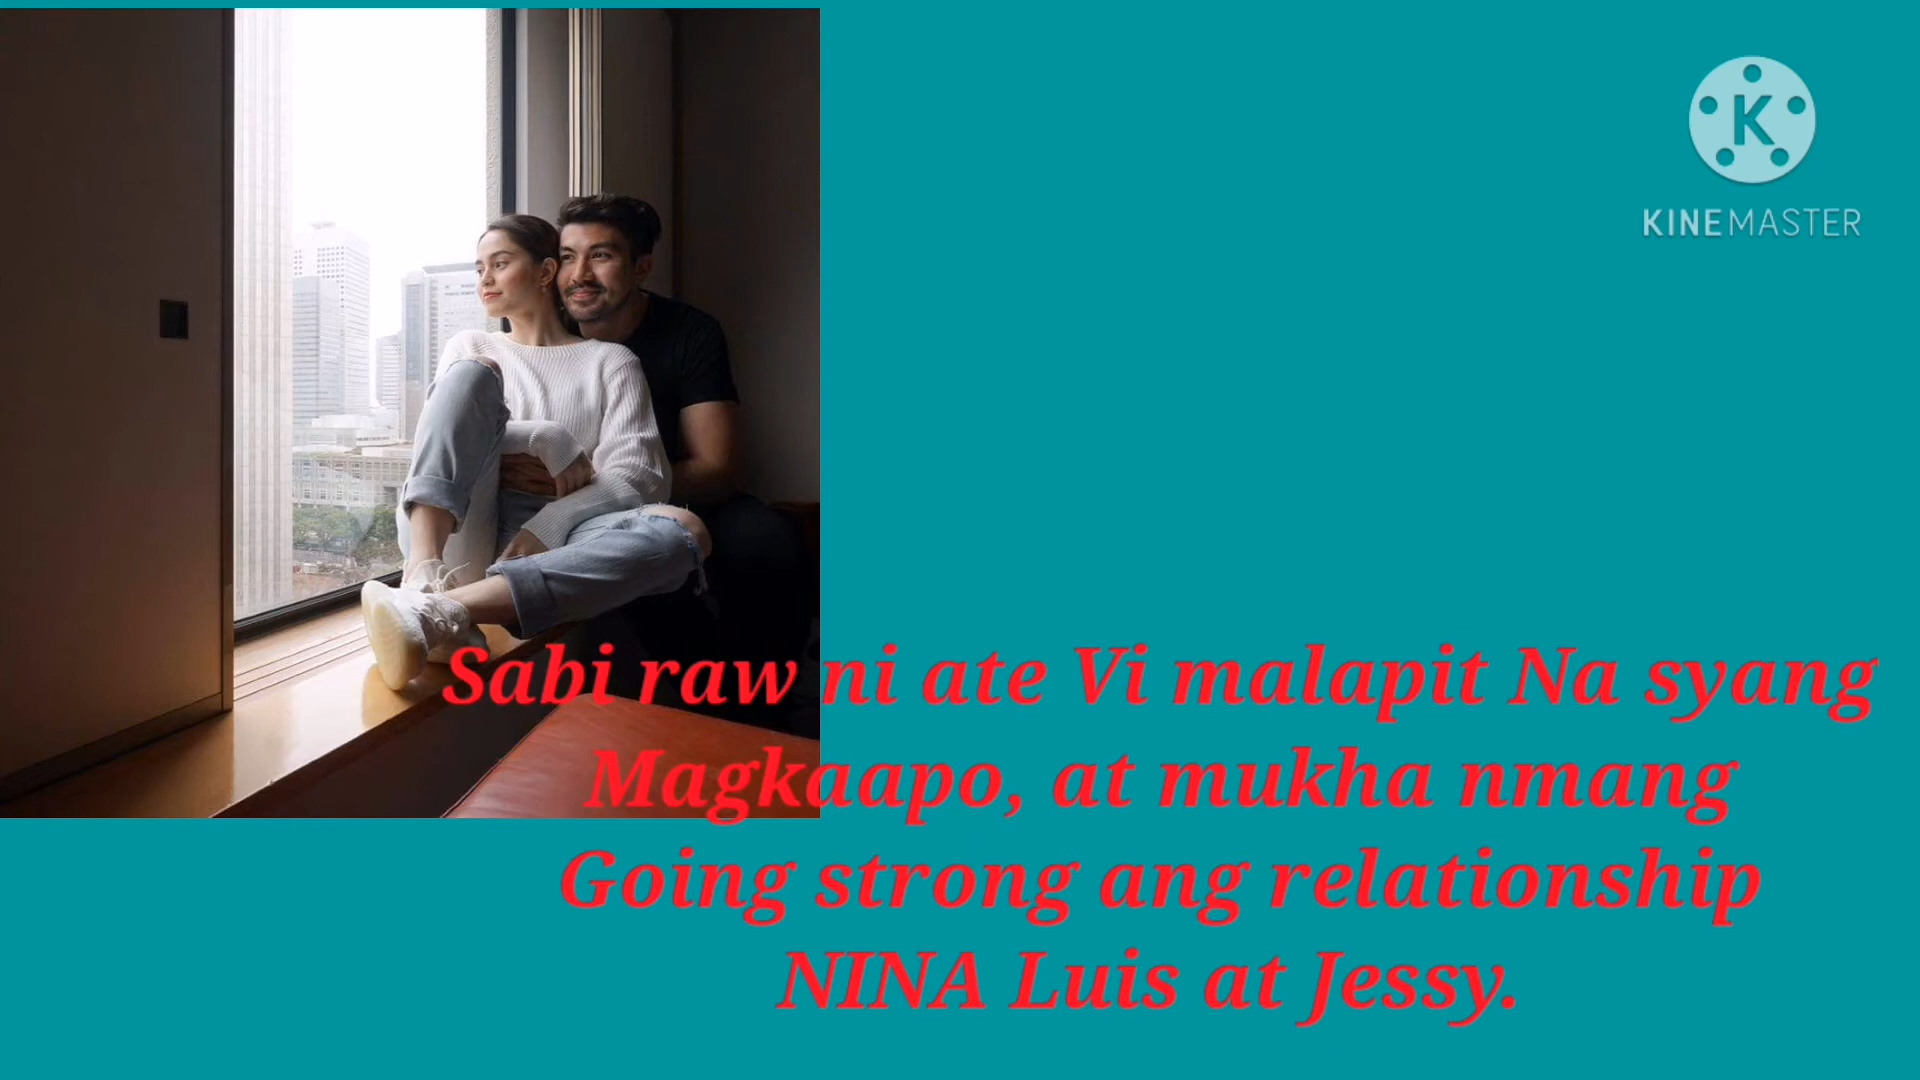 K
KINEMASTER
Sabi raw ni ate Vi malapit Na syang
Magkaapo, at mukha nmang
Going strong ang relationship
NINA Luis at Jessy.